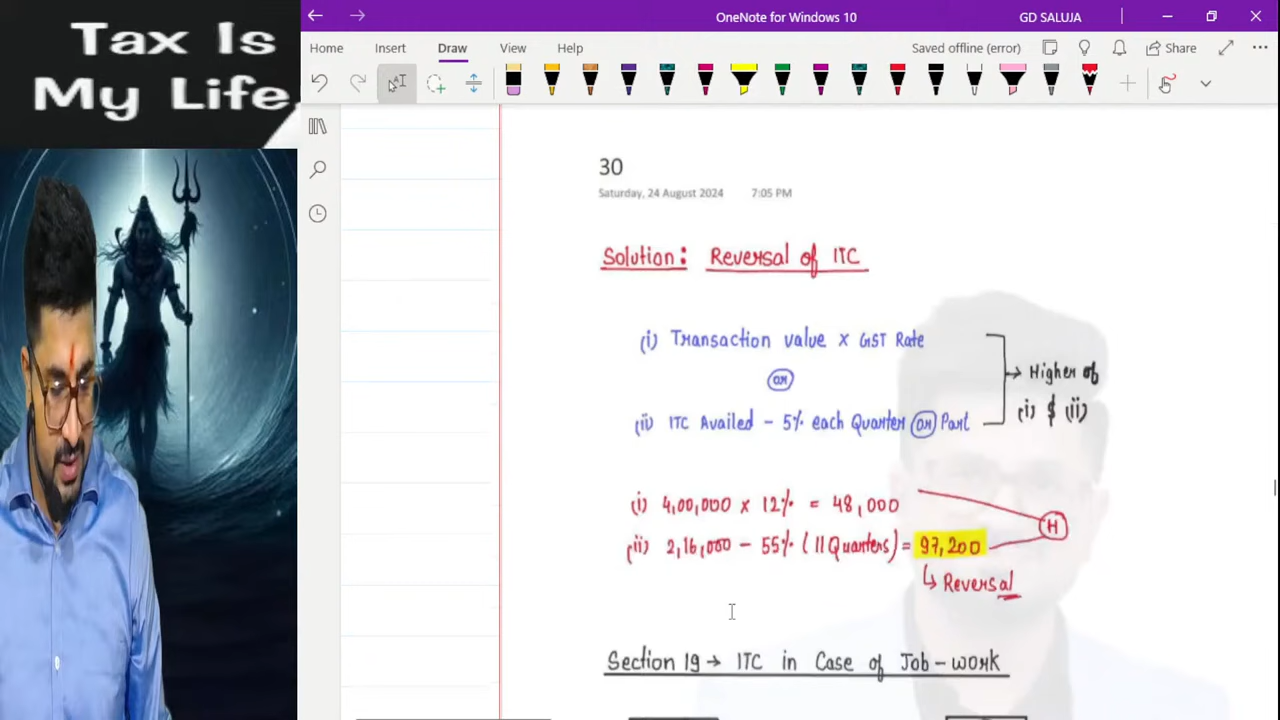 Tax Is
My Life
OneNote for Windows 10
GD SALUJA
Home Insert Draw View Help
Saved offline (error)
Share
30
Saturday, 24 August 2024 7:05 PM
Solution: Reversal of ITC
(i) Transaction value x GST Rate
OR
(ii) ITC Availed - 5% each Quarter OR Part
→ Higher of
(i) & (ii)
(i) 4,00,000 x 12% = 48,000
(ii) 2,16,000 - 55% (11 Quarters) = 97,200
H
↳ Reversal
Section 19 → ITC in Case of Job-work